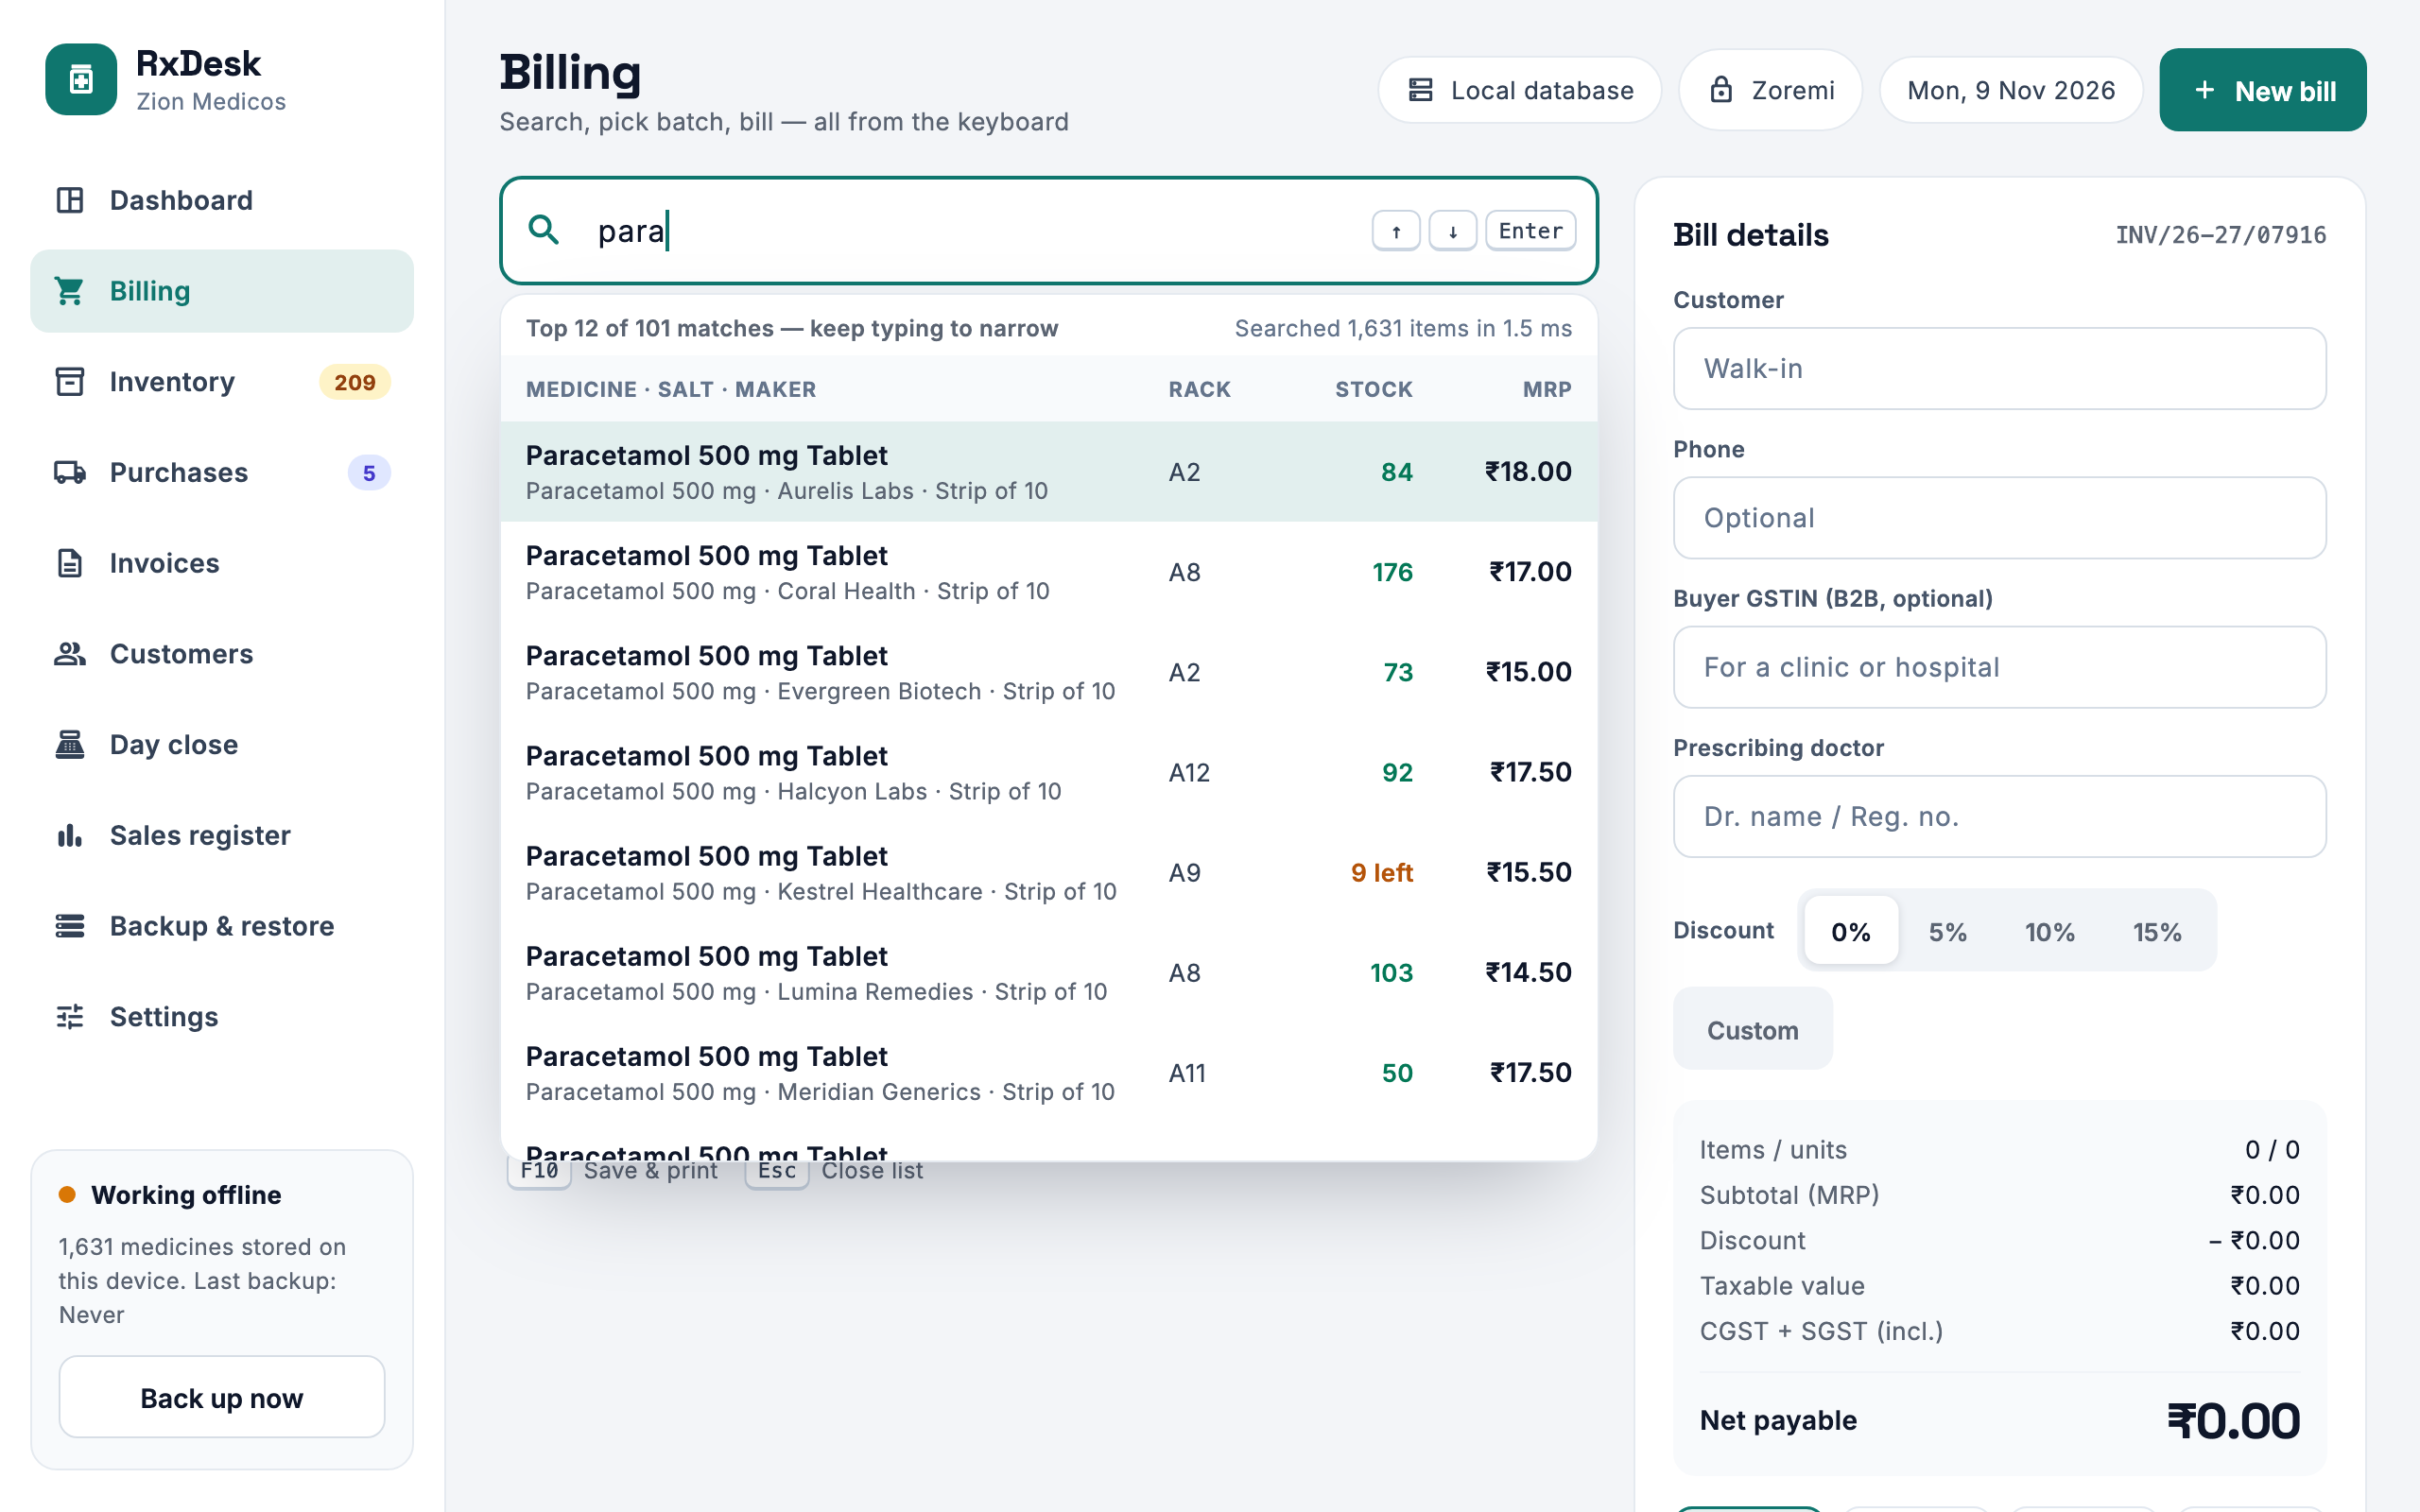 RxDesk
Zion Medicos
Dashboard
Billing
Inventory 209
Purchases 5
Invoices
Customers
Day close
Sales register
Backup & restore
Settings
Working offline
1,631 medicines stored on
this device. Last backup:
Never
Back up now
Billing
Search, pick batch, bill — all from the keyboard
Local database
Zoremi
Mon, 9 Nov 2026
+ New bill
para
↑ ↓ Enter
Top 12 of 101 matches — keep typing to narrow Searched 1,631 items in 1.5 ms
MEDICINE · SALT · MAKER RACK STOCK MRP
Paracetamol 500 mg Tablet
Paracetamol 500 mg · Aurelis Labs · Strip of 10
A2 84 ₹18.00
Paracetamol 500 mg Tablet
Paracetamol 500 mg · Coral Health · Strip of 10
A8 176 ₹17.00
Paracetamol 500 mg Tablet
Paracetamol 500 mg · Evergreen Biotech · Strip of 10
A2 73 ₹15.00
Paracetamol 500 mg Tablet
Paracetamol 500 mg · Halcyon Labs · Strip of 10
A12 92 ₹17.50
Paracetamol 500 mg Tablet
Paracetamol 500 mg · Kestrel Healthcare · Strip of 10
A9 9 left ₹15.50
Paracetamol 500 mg Tablet
Paracetamol 500 mg · Lumina Remedies · Strip of 10
A8 103 ₹14.50
Paracetamol 500 mg Tablet
Paracetamol 500 mg · Meridian Generics · Strip of 10
A11 50 ₹17.50
Paracetamol 500 mg Tablet
F10 Save & print Esc Close list
Bill details INV/26–27/07916
Customer
Walk-in
Phone
Optional
Buyer GSTIN (B2B, optional)
For a clinic or hospital
Prescribing doctor
Dr. name / Reg. no.
Discount 0% 5% 10% 15%
Custom
Items / units 0 / 0
Subtotal (MRP) ₹0.00
Discount – ₹0.00
Taxable value ₹0.00
CGST + SGST (incl.) ₹0.00
Net payable ₹0.00